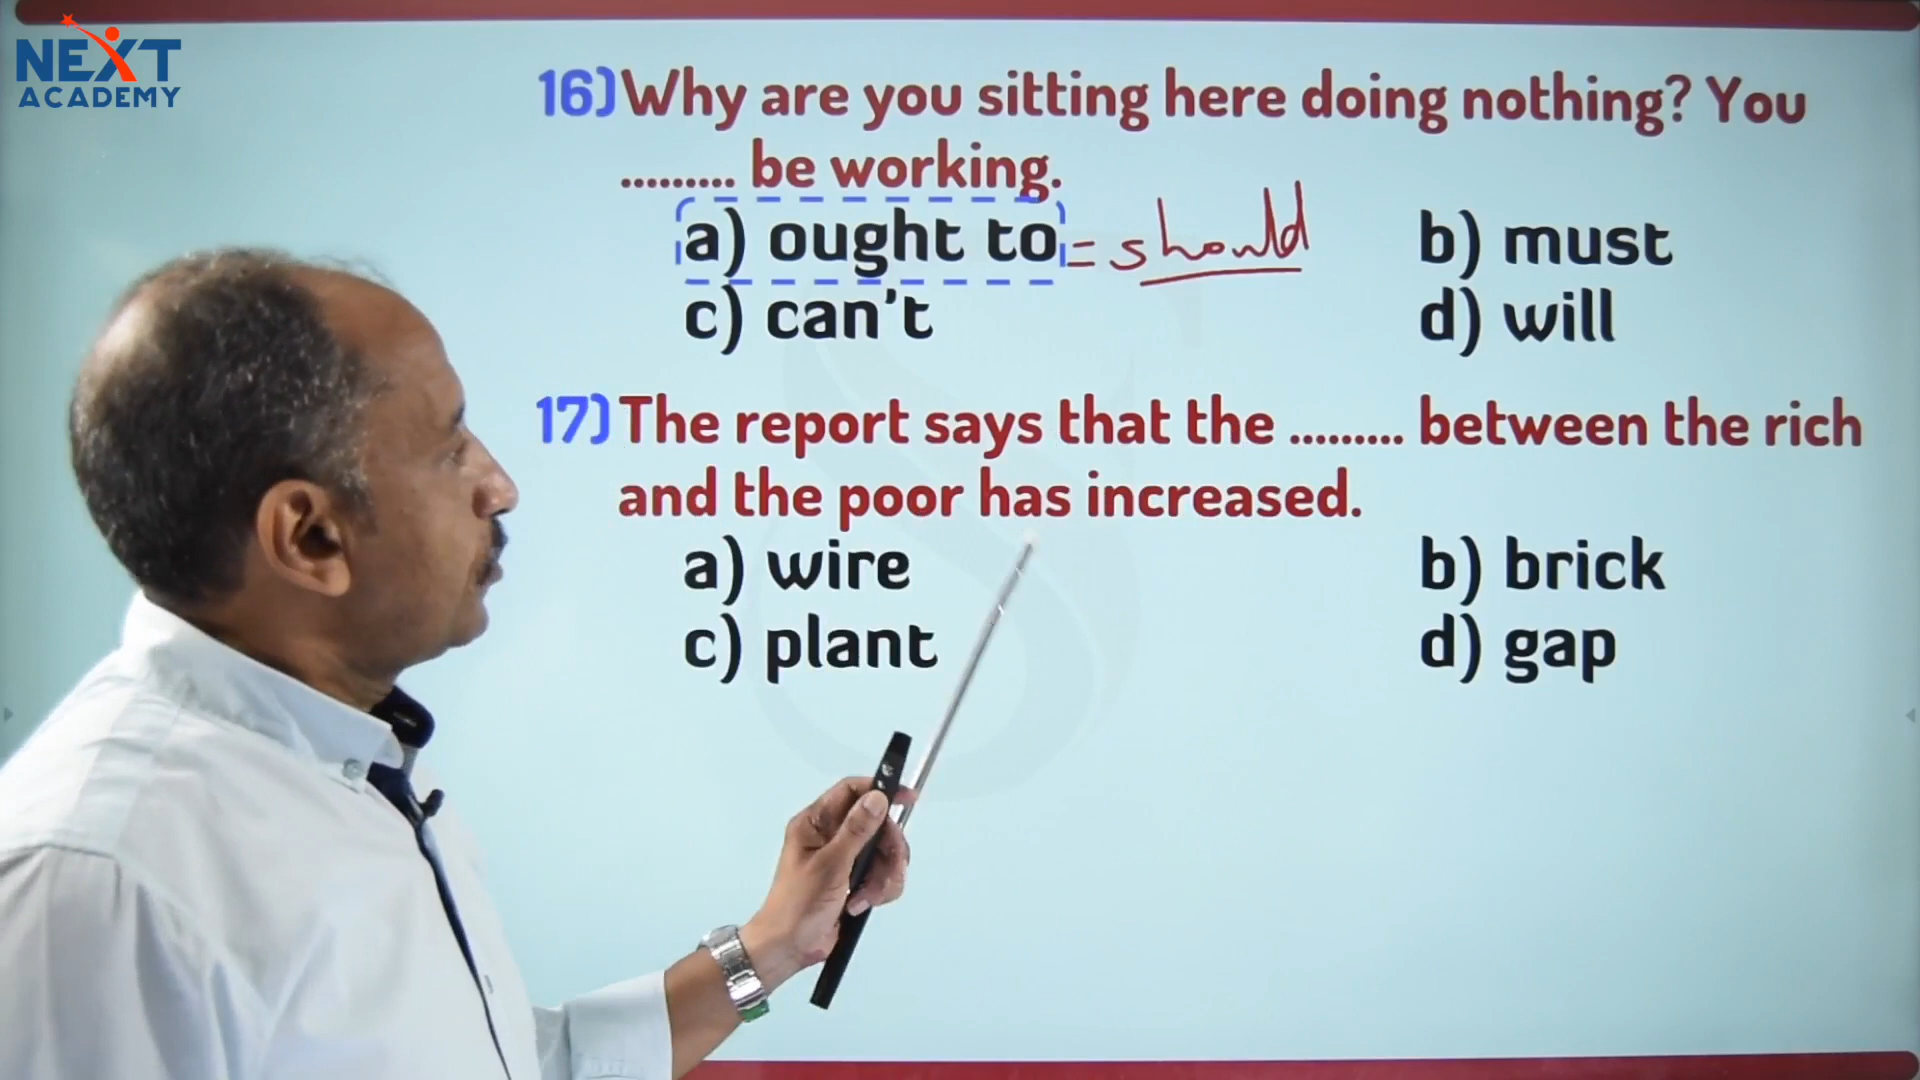 NEXT
ACADEMY
16) Why are you sitting here doing nothing? You
......... be working.
a) ought to = should
b) must
c) can't
d) will
17) The report says that the ......... between the rich
and the poor has increased.
a) wire
b) brick
c) plant
d) gap